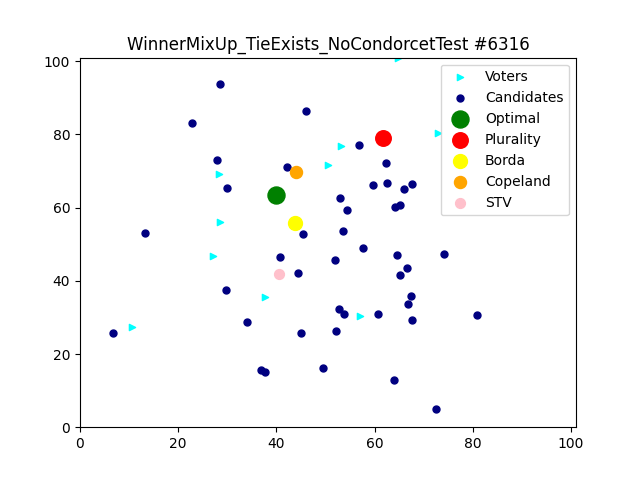 WinnerMixUp_TieExists_NoCondorcetTest #6316
100
80
60
40
20
0
0
20
40
60
80
100
Voters
Candidates
Optimal
Plurality
Borda
Copeland
STV